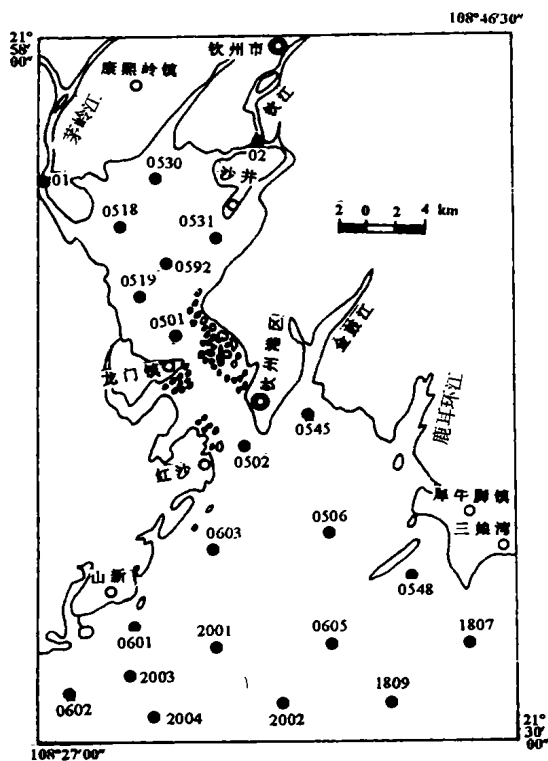 108°46′30″
21°
58′
00″
钦州市
康熙岭镇
茅岭江
钦江
02
01
0530
沙井
0518
0531
2 0 2 4 km
0592
0519
0501
金鼓江
钦州港区
龙门镇
鹿耳环江
0545
0502
红沙
犀牛脚镇
0506
三娘湾
0603
山新
0548
0601
2001
0605
1807
2003
0602
2004
2002
1809
21°
30′
00″
108°27′00″